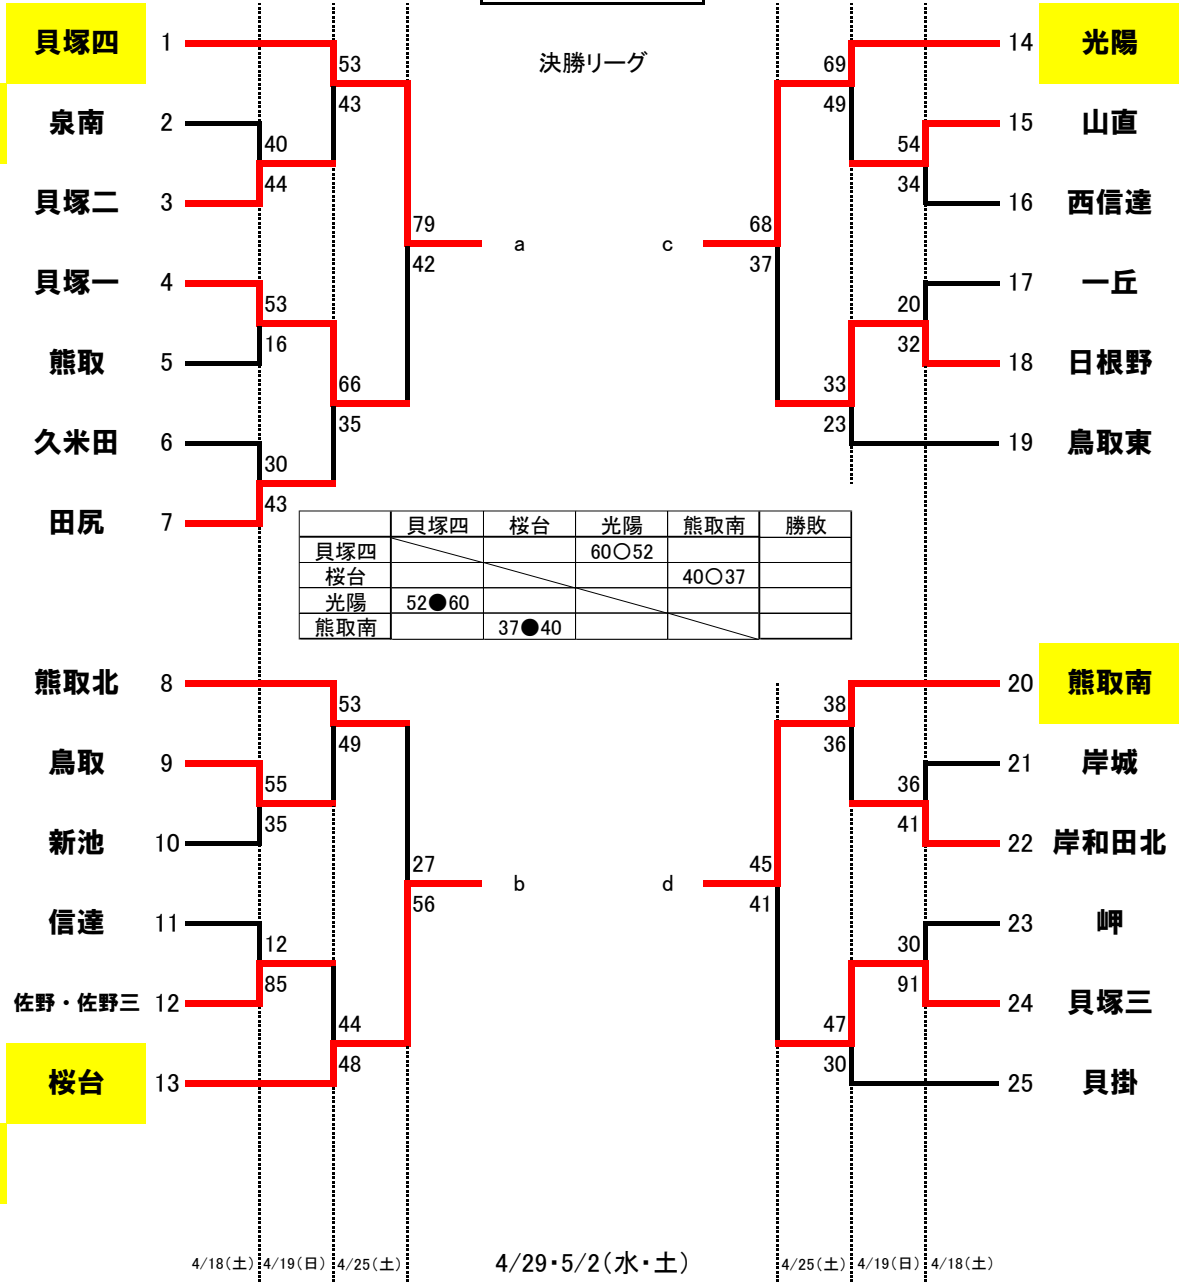 決勝リーグ
貝塚四 1
泉南 2
貝塚二 3
貝塚一 4
熊取 5
久米田 6
田尻 7
53
43
40
44
79
42
53
16
66
35
30
43
a
c
14 光陽
15 山直
16 西信達
17 一丘
18 日根野
19 鳥取東
69
49
54
34
68
37
20
32
33
23
貝塚四 桜台 光陽 熊取南 勝敗
貝塚四 60○52
桜台 40○37
光陽 52●60
熊取南 37●40
熊取北 8
鳥取 9
新池 10
信達 11
佐野・佐野三 12
桜台 13
53
49
55
35
27
56
12
85
44
48
b
d
20 熊取南
21 岸城
22 岸和田北
23 岬
24 貝塚三
25 貝掛
38
36
36
41
45
41
30
91
47
30
4/18(土) 4/19(日) 4/25(土) 4/29・5/2(水・土) 4/25(土) 4/19(日) 4/18(土)